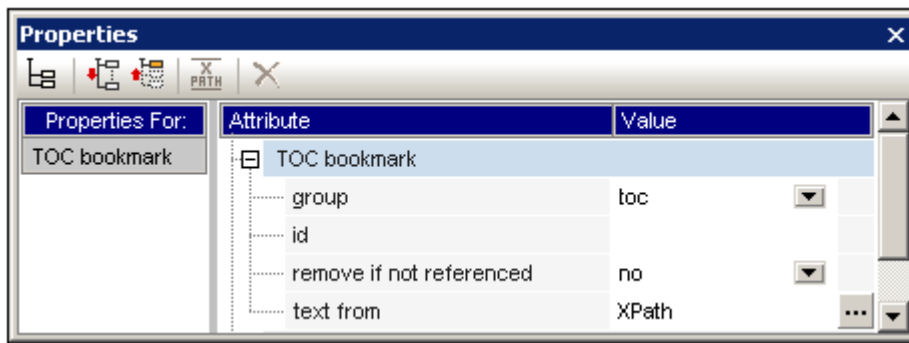 Properties
X
PATH
Properties For: Attribute Value
TOC bookmark TOC bookmark
group toc
id
remove if not referenced no
text from XPath ...